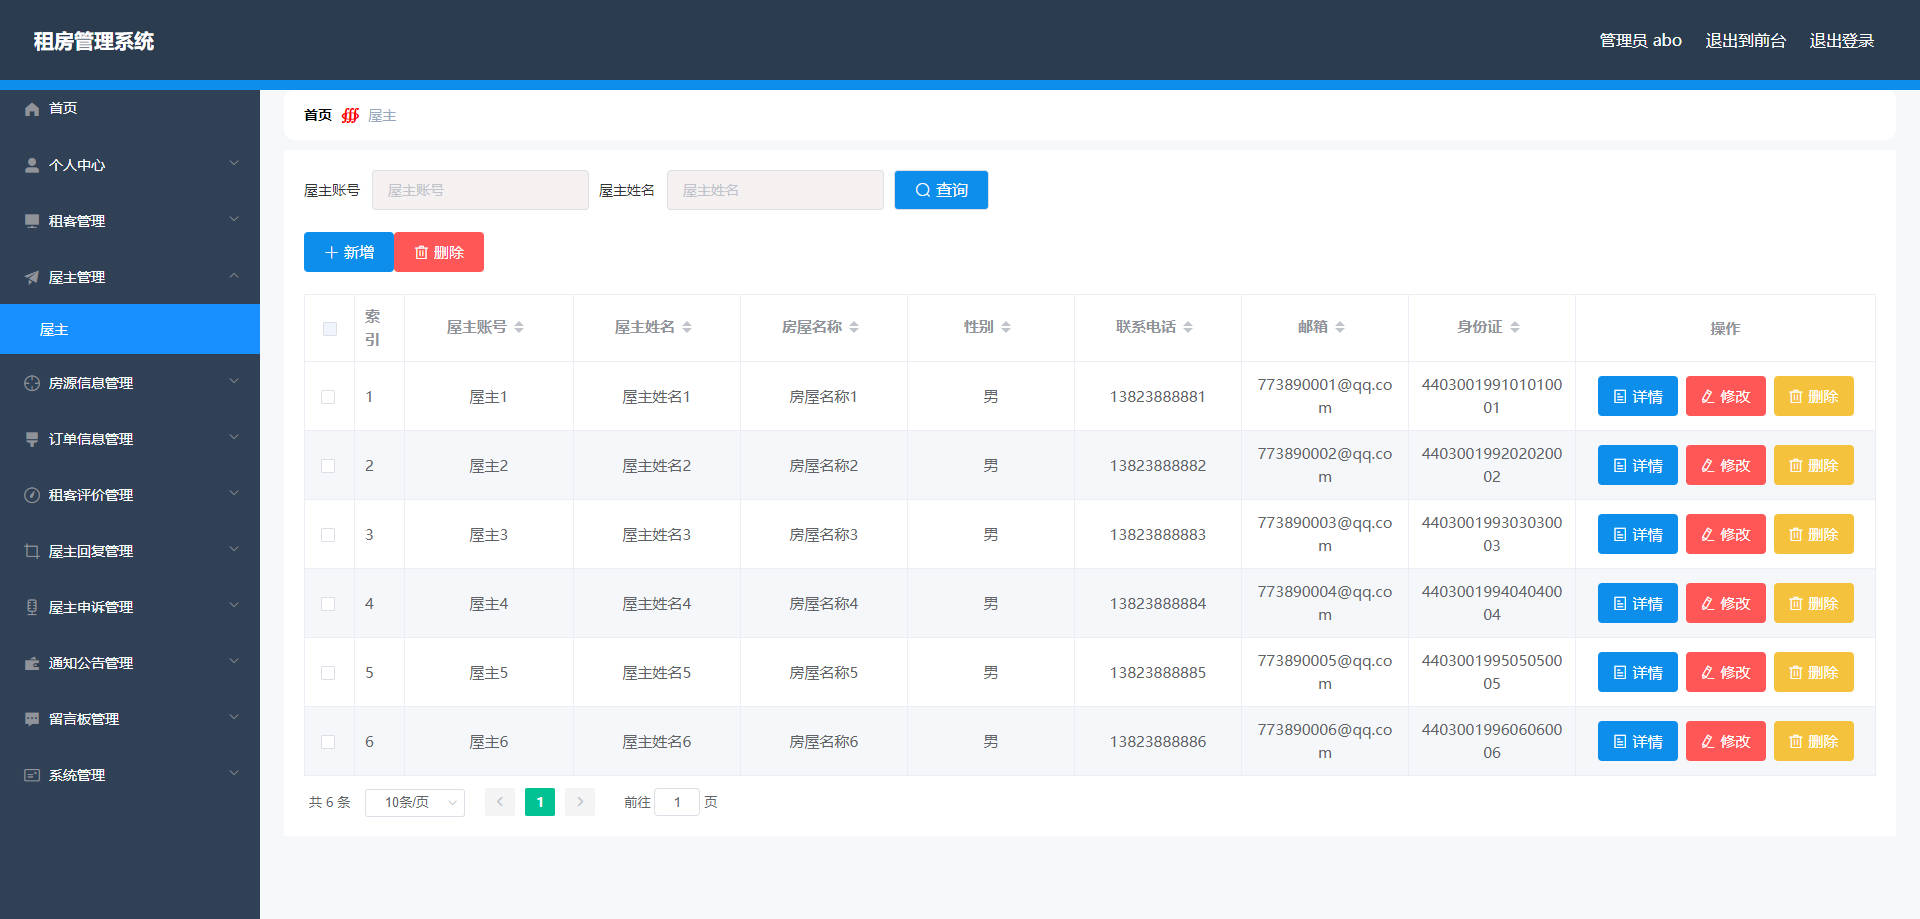 租房管理系统
管理员 abo 退出到前台 退出登录
首页
个人中心
租客管理
屋主管理
屋主
房源信息管理
订单信息管理
租客评价管理
屋主回复管理
屋主申诉管理
通知公告管理
留言板管理
系统管理
首页 屋主
屋主账号 屋主账号 屋主姓名 屋主姓名 查询
新增 删除
索引 屋主账号 屋主姓名 房屋名称 性别 联系电话 邮箱 身份证 操作
1 屋主1 屋主姓名1 房屋名称1 男 13823888881 773890001@qq.com 440300199101010001 详情 修改 删除
2 屋主2 屋主姓名2 房屋名称2 男 13823888882 773890002@qq.com 440300199202020002 详情 修改 删除
3 屋主3 屋主姓名3 房屋名称3 男 13823888883 773890003@qq.com 440300199303030003 详情 修改 删除
4 屋主4 屋主姓名4 房屋名称4 男 13823888884 773890004@qq.com 440300199404040004 详情 修改 删除
5 屋主5 屋主姓名5 房屋名称5 男 13823888885 773890005@qq.com 440300199505050005 详情 修改 删除
6 屋主6 屋主姓名6 房屋名称6 男 13823888886 773890006@qq.com 440300199606060006 详情 修改 删除
共 6 条 10条/页 1 前往 1 页